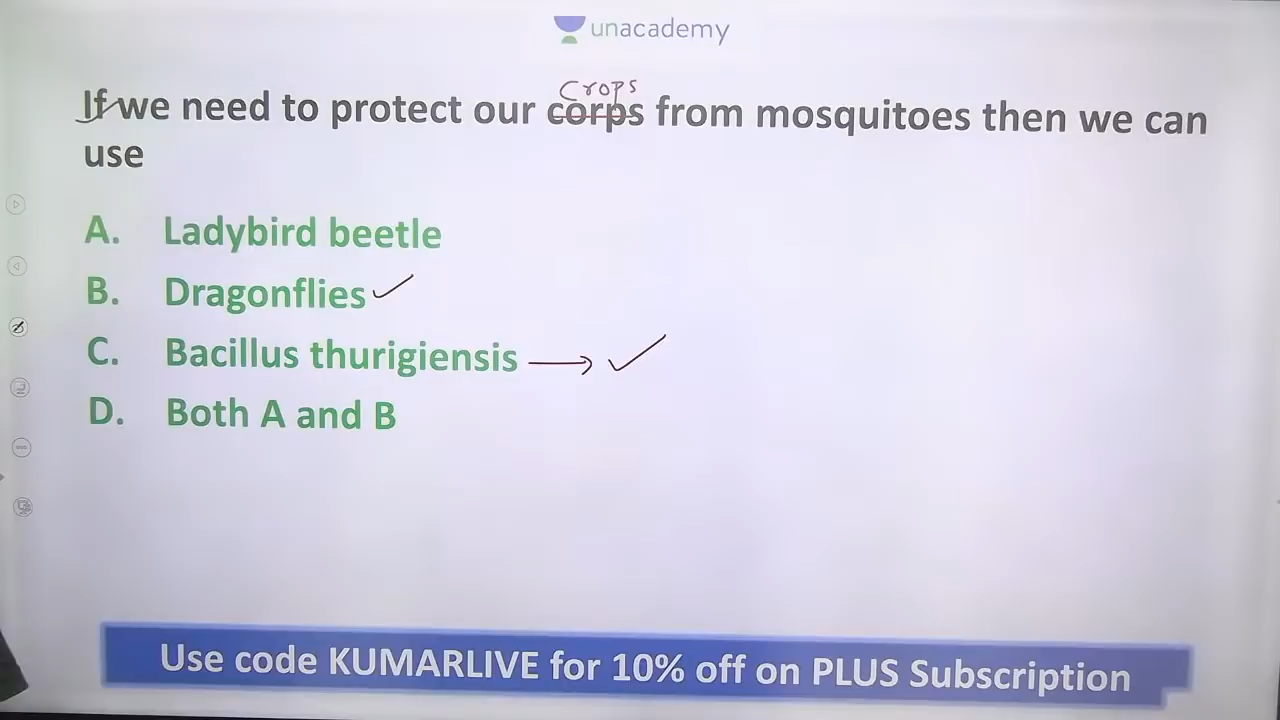 unacademy
Crops
If we need to protect our corps from mosquitoes then we can
use
A. Ladybird beetle
B. Dragonflies
C. Bacillus thurigiensis
D. Both A and B
Use code KUMARLIVE for 10% off on PLUS Subscription